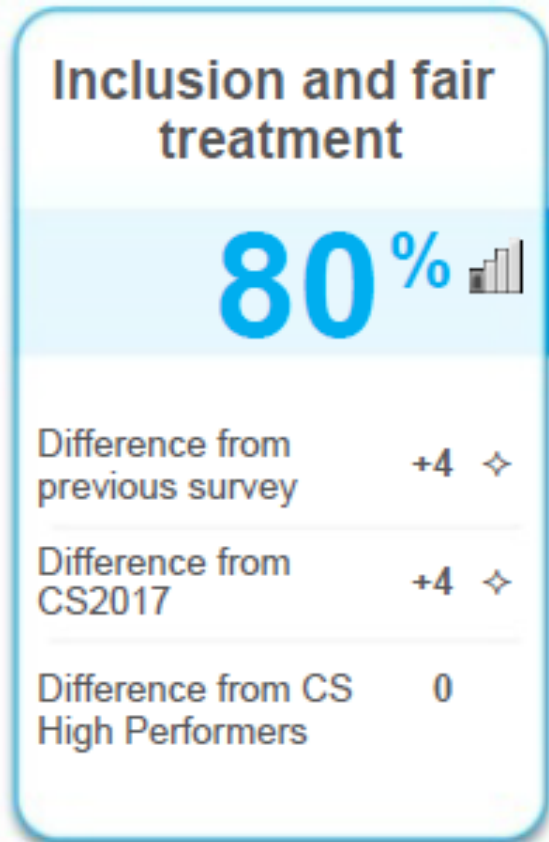 Inclusion and fair
treatment
80%
Difference from
previous survey +4 ✧
Difference from
CS2017 +4 ✧
Difference from CS 0
High Performers